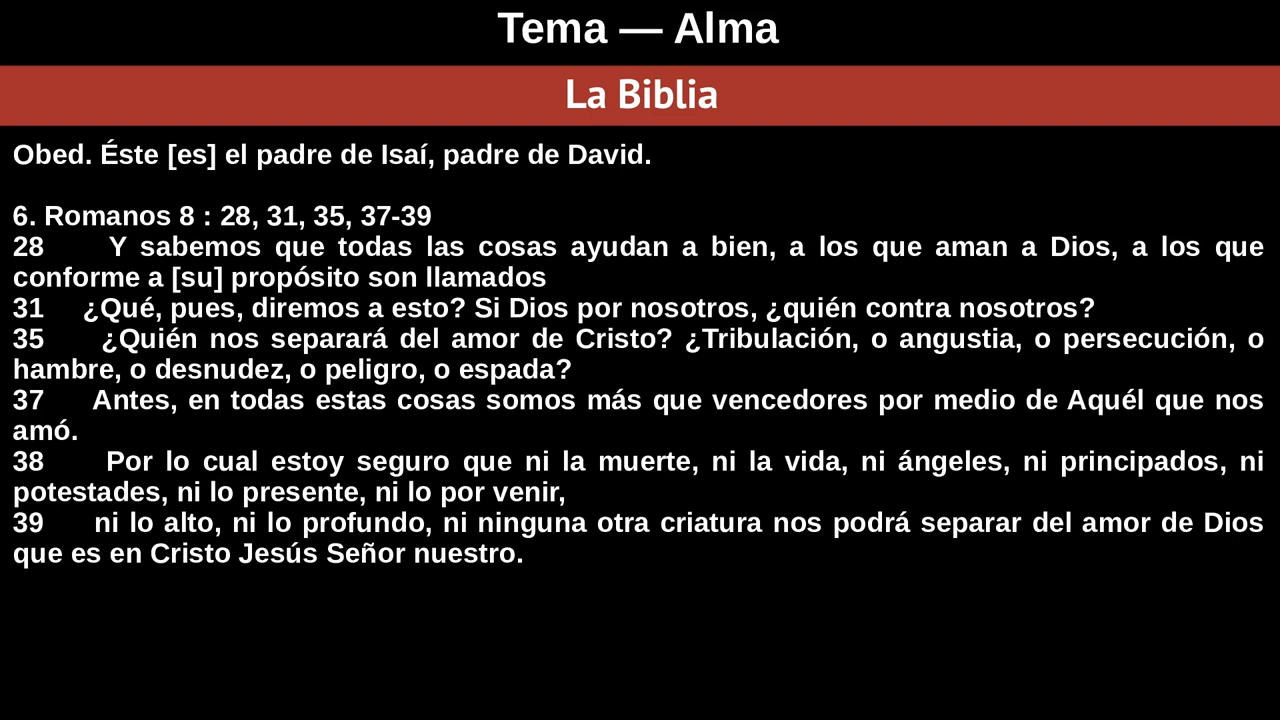 Tema — Alma
La Biblia
Obed. Éste [es] el padre de Isaí, padre de David.
6. Romanos 8 : 28, 31, 35, 37-39
28 Y sabemos que todas las cosas ayudan a bien, a los que aman a Dios, a los que
conforme a [su] propósito son llamados
31 ¿Qué, pues, diremos a esto? Si Dios por nosotros, ¿quién contra nosotros?
35 ¿Quién nos separará del amor de Cristo? ¿Tribulación, o angustia, o persecución, o
hambre, o desnudez, o peligro, o espada?
37 Antes, en todas estas cosas somos más que vencedores por medio de Aquél que nos
amó.
38 Por lo cual estoy seguro que ni la muerte, ni la vida, ni ángeles, ni principados, ni
potestades, ni lo presente, ni lo por venir,
39 ni lo alto, ni lo profundo, ni ninguna otra criatura nos podrá separar del amor de Dios
que es en Cristo Jesús Señor nuestro.